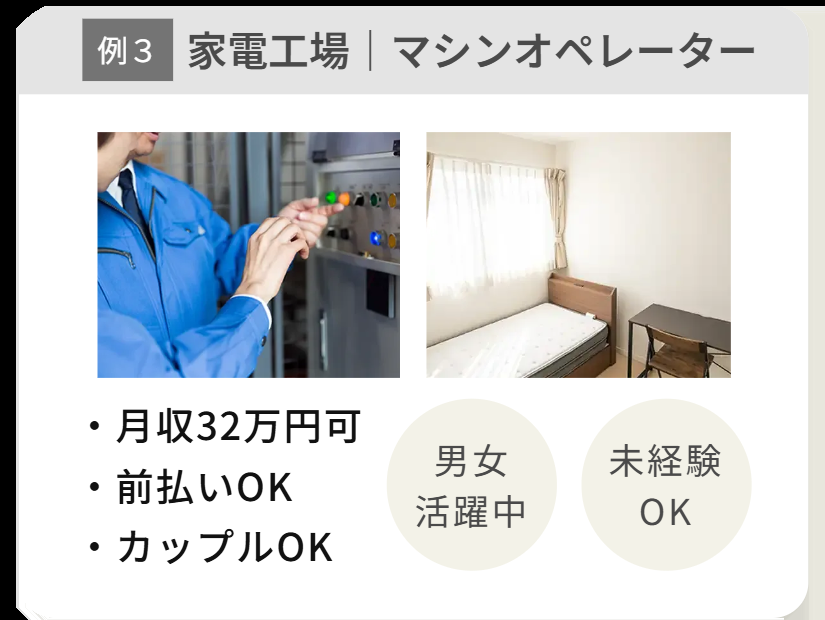 例３ 家電工場｜マシンオペレーター
・月収32万円可
・前払いOK
・カップルOK
男女
活躍中
未経験
OK